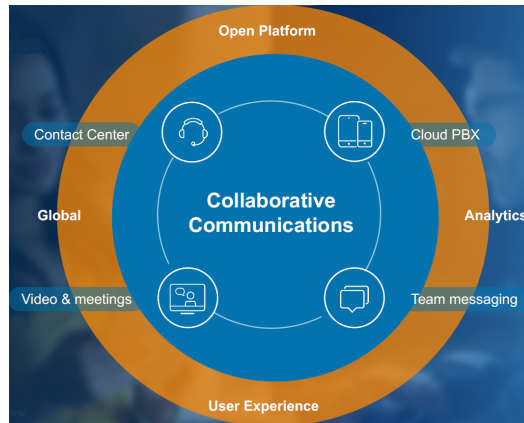 Open Platform
Contact Center
Cloud PBX
Collaborative
Communications
Global
Analytics
Video & meetings
Team messaging
User Experience